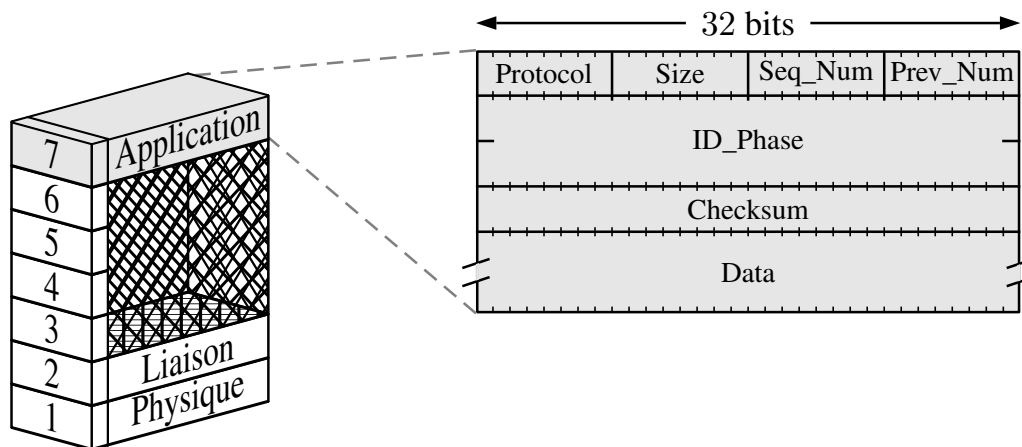 32 bits
Protocol Size Seq_Num Prev_Num
ID_Phase
Checksum
Data
7 Application
6
5
4
3
2 Liaison
1 Physique